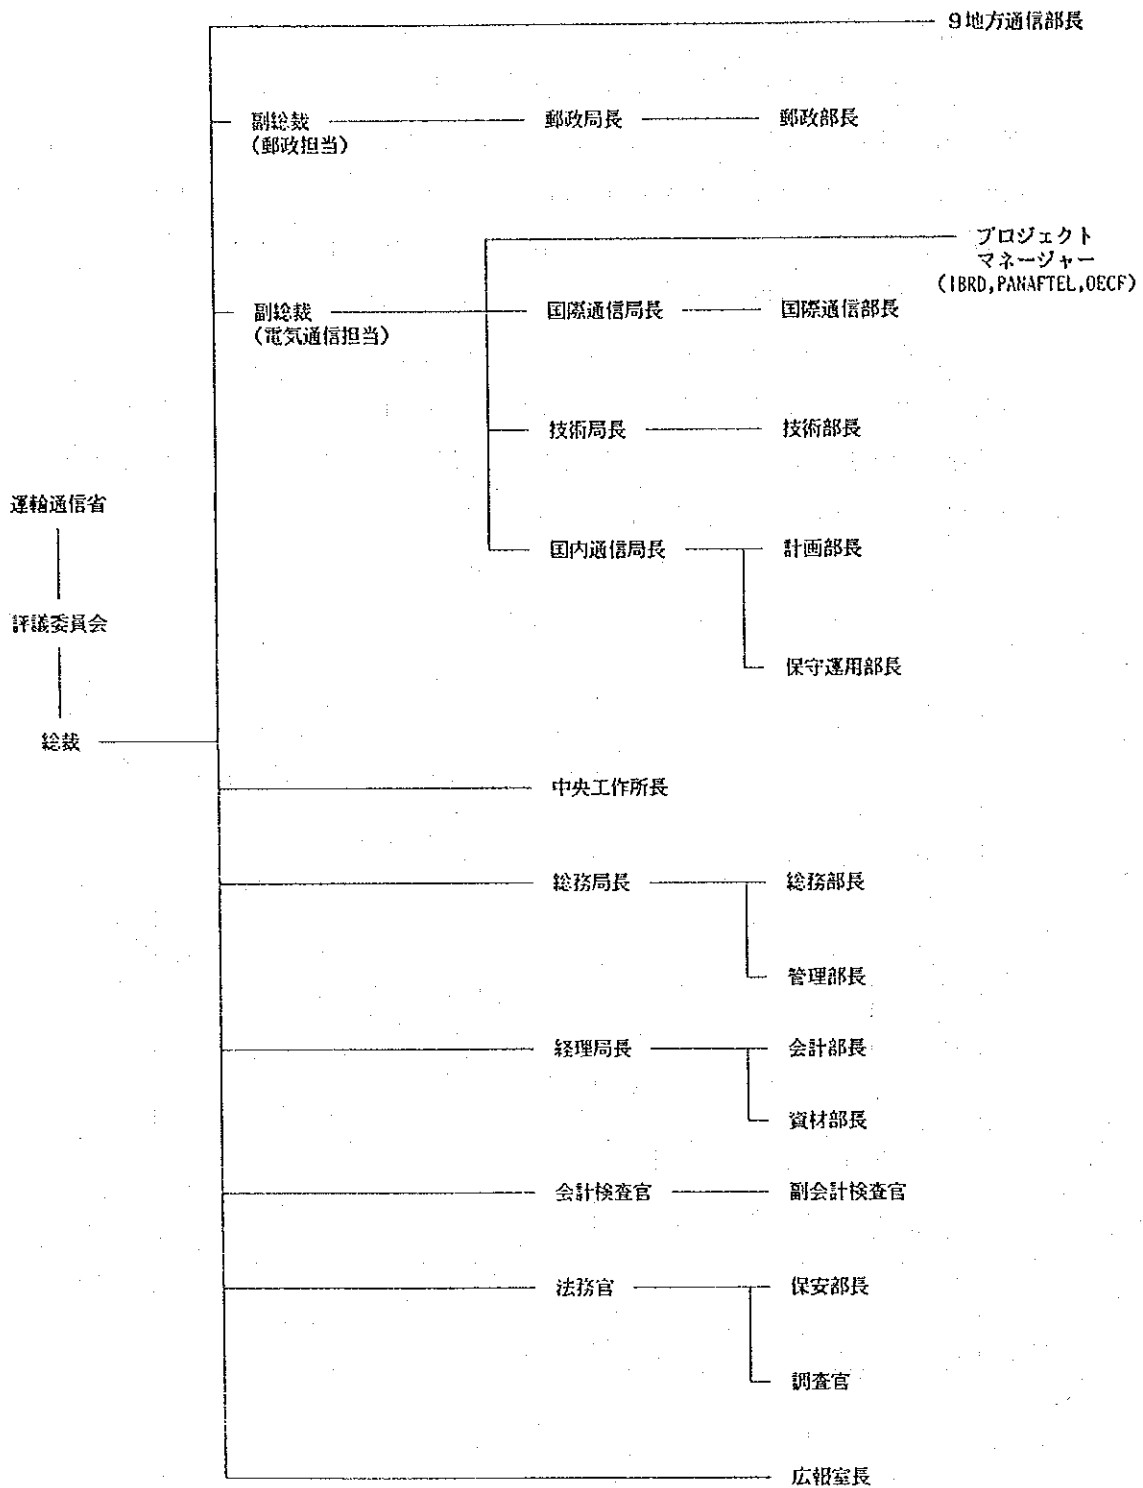 9地方通信部長
副総裁 郵政局長 郵政部長
(郵政担当)
プロジェクト
マネージャー
(IBRD,PANAFTEL,OECF)
副総裁 国際通信局長 国際通信部長
(電気通信担当)
技術局長 技術部長
運輸通信省
国内通信局長 計画部長
評議委員会
保守運用部長
総裁
中央工作所長
総務局長 総務部長
管理部長
経理局長 会計部長
資材部長
会計検査官 副会計検査官
法務官 保安部長
調査官
広報室長